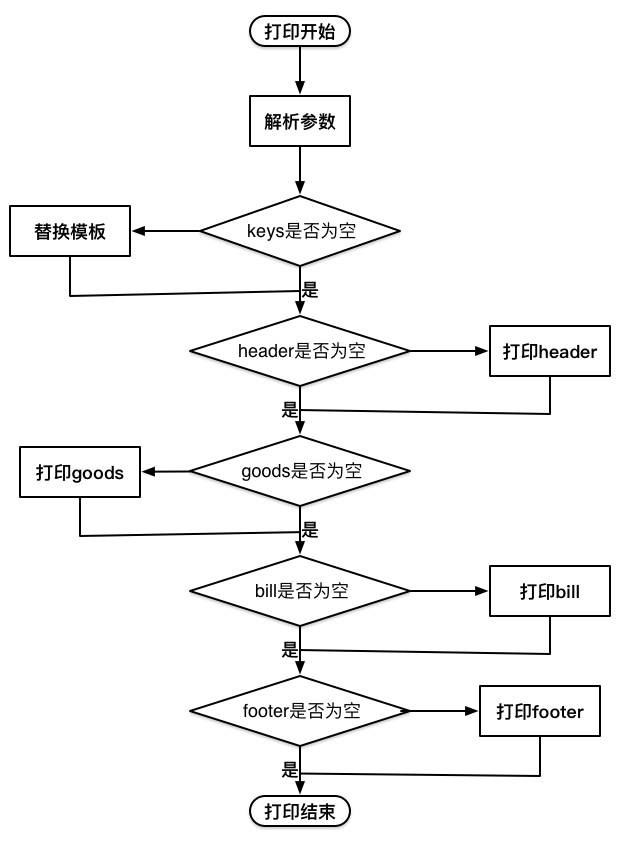 打印开始
解析参数
keys是否为空
替换模板
是
header是否为空
打印header
是
goods是否为空
打印goods
是
bill是否为空
打印bill
是
footer是否为空
打印footer
是
打印结束